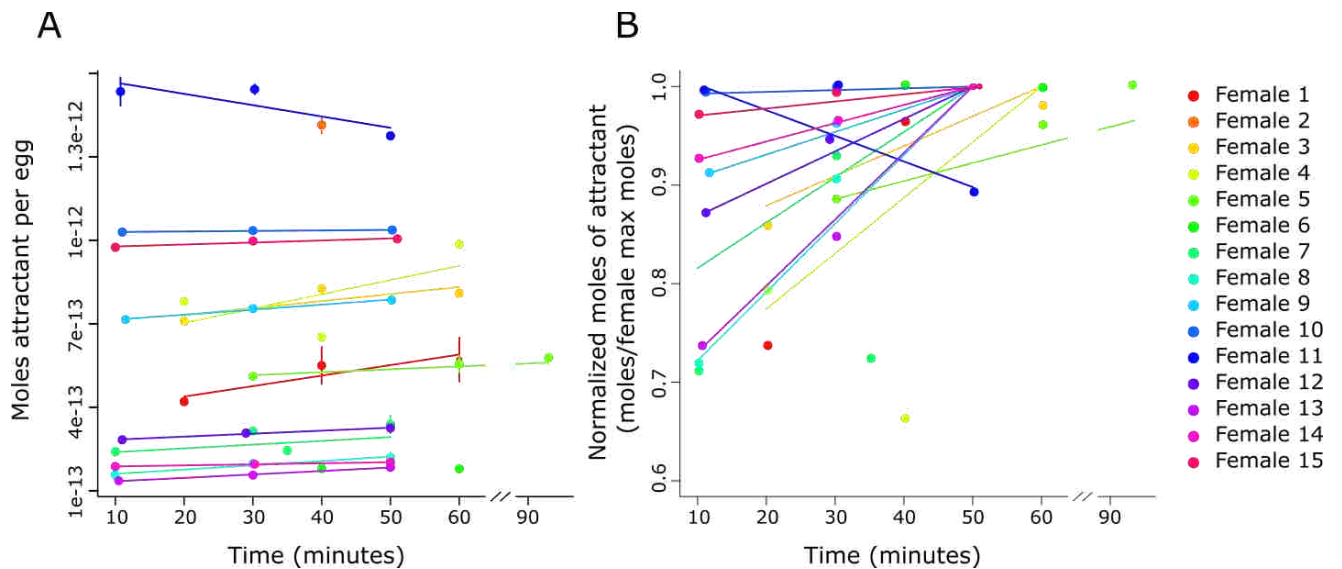 A
B
Moles attractant per egg
1.3e-12
1e-12
7e-13
4e-13
1e-13
10
20
30
40
50
60
90
Time (minutes)
Normalized moles of attractant
(moles/female max moles)
1.0
0.9
0.8
0.7
0.6
10
20
30
40
50
60
90
Time (minutes)
Female 1
Female 2
Female 3
Female 4
Female 5
Female 6
Female 7
Female 8
Female 9
Female 10
Female 11
Female 12
Female 13
Female 14
Female 15